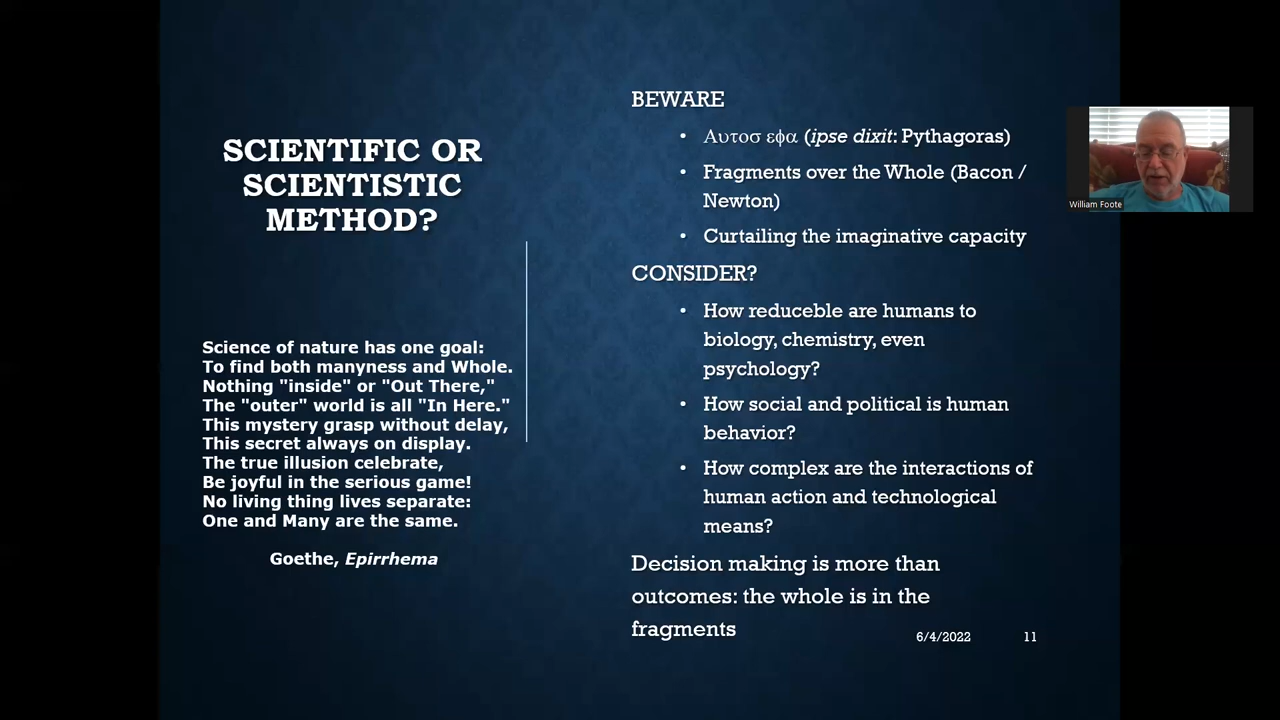 SCIENTIFIC OR
SCIENTISTIC
METHOD?
Science of nature has one goal:
To find both manyness and Whole.
Nothing "inside" or "Out There,"
The "outer" world is all "In Here."
This mystery grasp without delay,
This secret always on display.
The true illusion celebrate,
Be joyful in the serious game!
No living thing lives separate:
One and Many are the same.
Goethe, Epirrhema
BEWARE
• Αυτοσ εϕα (ipse dixit: Pythagoras)
• Fragments over the Whole (Bacon /
Newton)
• Curtailing the imaginative capacity
CONSIDER?
• How reduceble are humans to
biology, chemistry, even
psychology?
• How social and political is human
behavior?
• How complex are the interactions of
human action and technological
means?
Decision making is more than
outcomes: the whole is in the
fragments
6/4/2022
11
William Foote